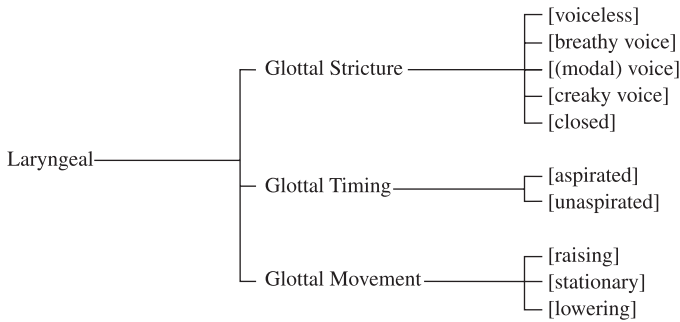 [voiceless]
[breathy voice]
Glottal Stricture
[(modal) voice]
[creaky voice]
[closed]
Laryngeal
Glottal Timing
[aspirated]
[unaspirated]
Glottal Movement
[raising]
[stationary]
[lowering]